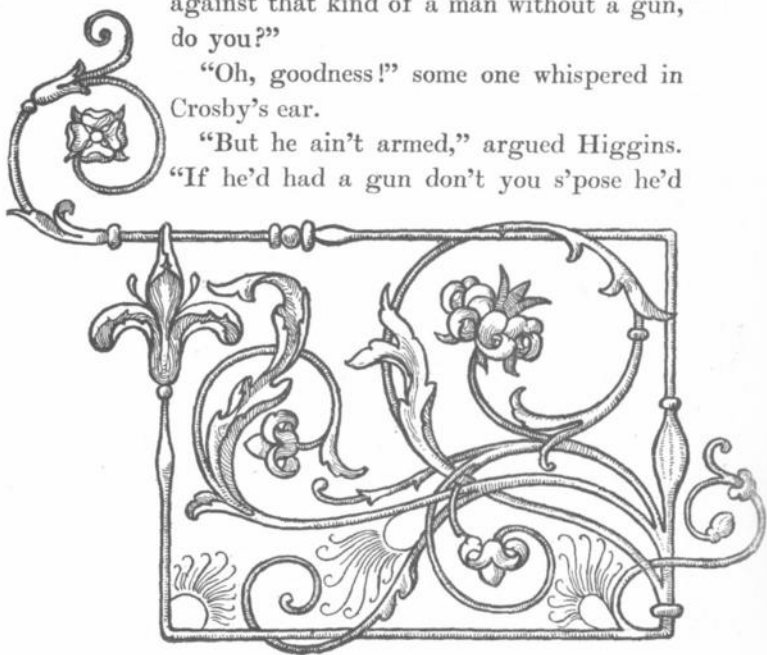 against that kind of a man without a gun,
do you?”
“Oh, goodness!” some one whispered in
Crosby’s ear.
“But he ain’t armed,” argued Higgins.
“If he’d had a gun don’t you s’pose he’d